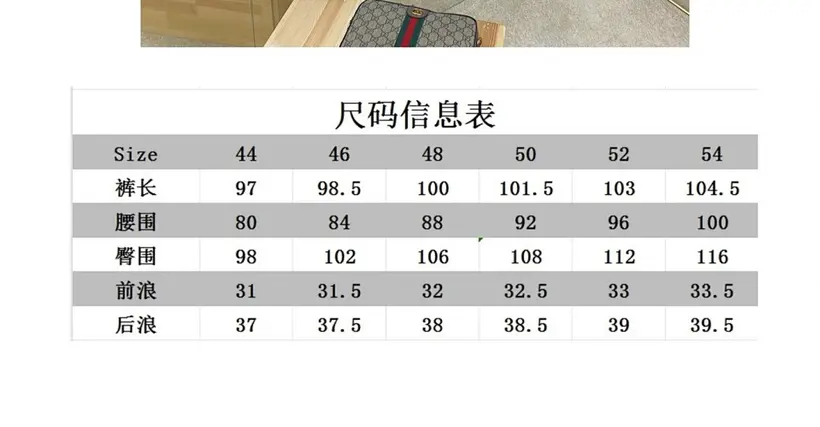 尺码信息表
Size 44 46 48 50 52 54
裤长 97 98.5 100 101.5 103 104.5
腰围 80 84 88 92 96 100
臀围 98 102 106 108 112 116
前浪 31 31.5 32 32.5 33 33.5
后浪 37 37.5 38 38.5 39 39.5